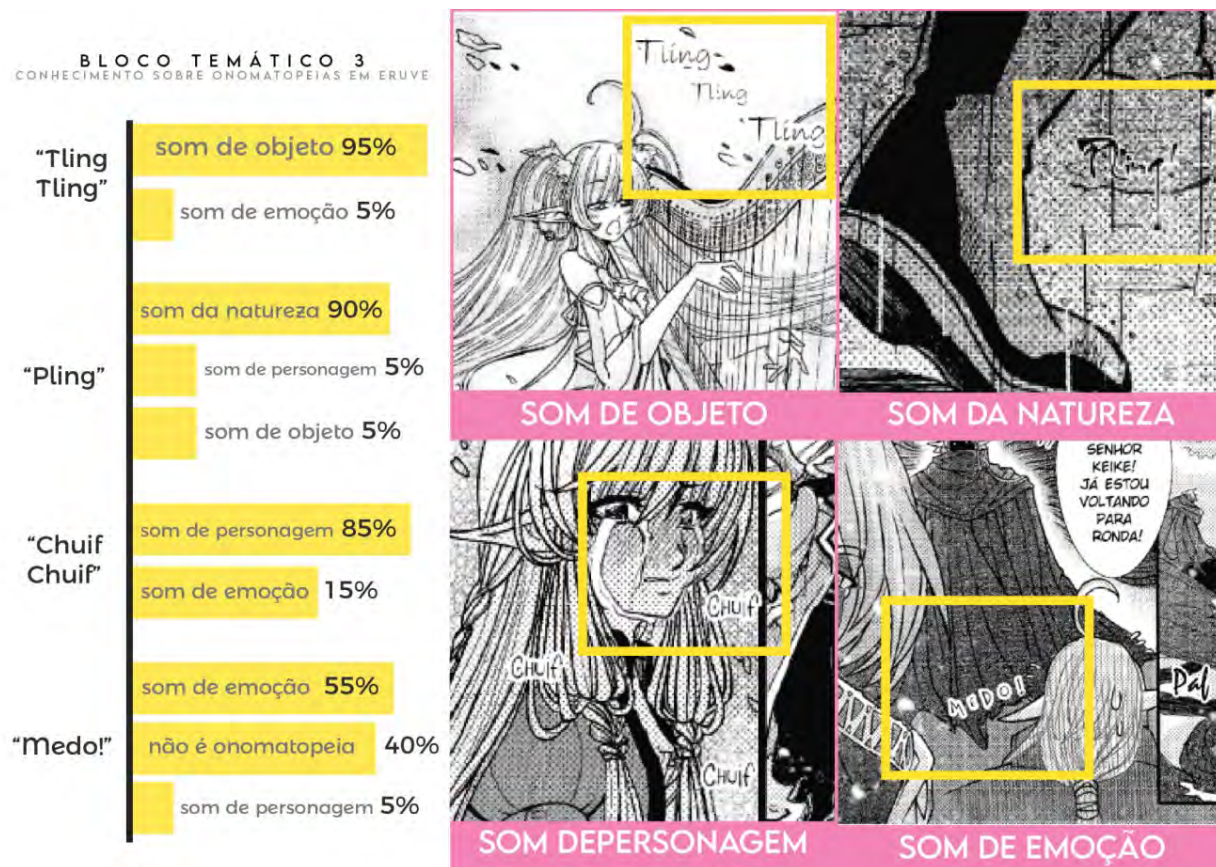 BLOCO TEMÁTICO 3
CONHECIMENTO SOBRE ONOMATOPEIAS EM ERUVÊ
"Tling
Tling"
som de objeto 95%
som de emoção 5%
"Pling"
som da natureza 90%
som de personagem 5%
som de objeto 5%
"Chuif
Chuif"
som de personagem 85%
som de emoção 15%
"Medo!"
som de emoção 55%
não é onomatopeia 40%
som de personagem 5%
Tling
Tling
Tling
SOM DE OBJETO
Pling!
SOM DA NATUREZA
CHUIF
CHUIF
CHUIF
SOM DEPERSONAGEM
SENHOR
KEIKE!
JÁ ESTOU
VOLTANDO
PARA
RONDA!
MEDO!
Paf
SOM DE EMOÇÃO